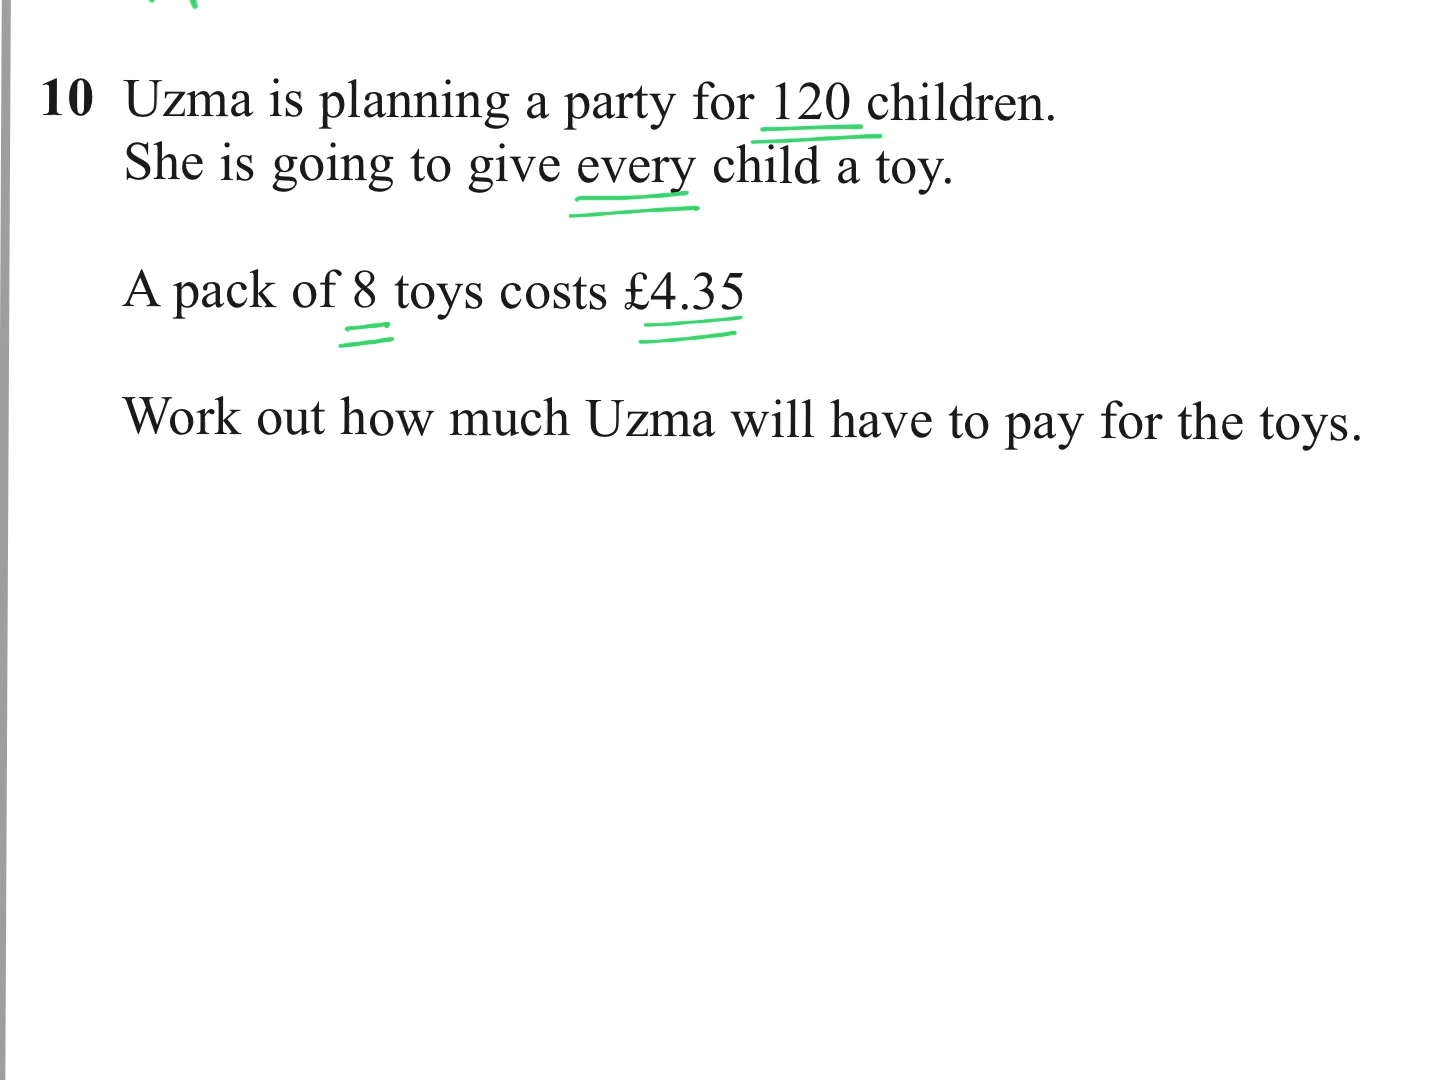 10 Uzma is planning a party for 120 children.
She is going to give every child a toy.
A pack of 8 toys costs £4.35
Work out how much Uzma will have to pay for the toys.